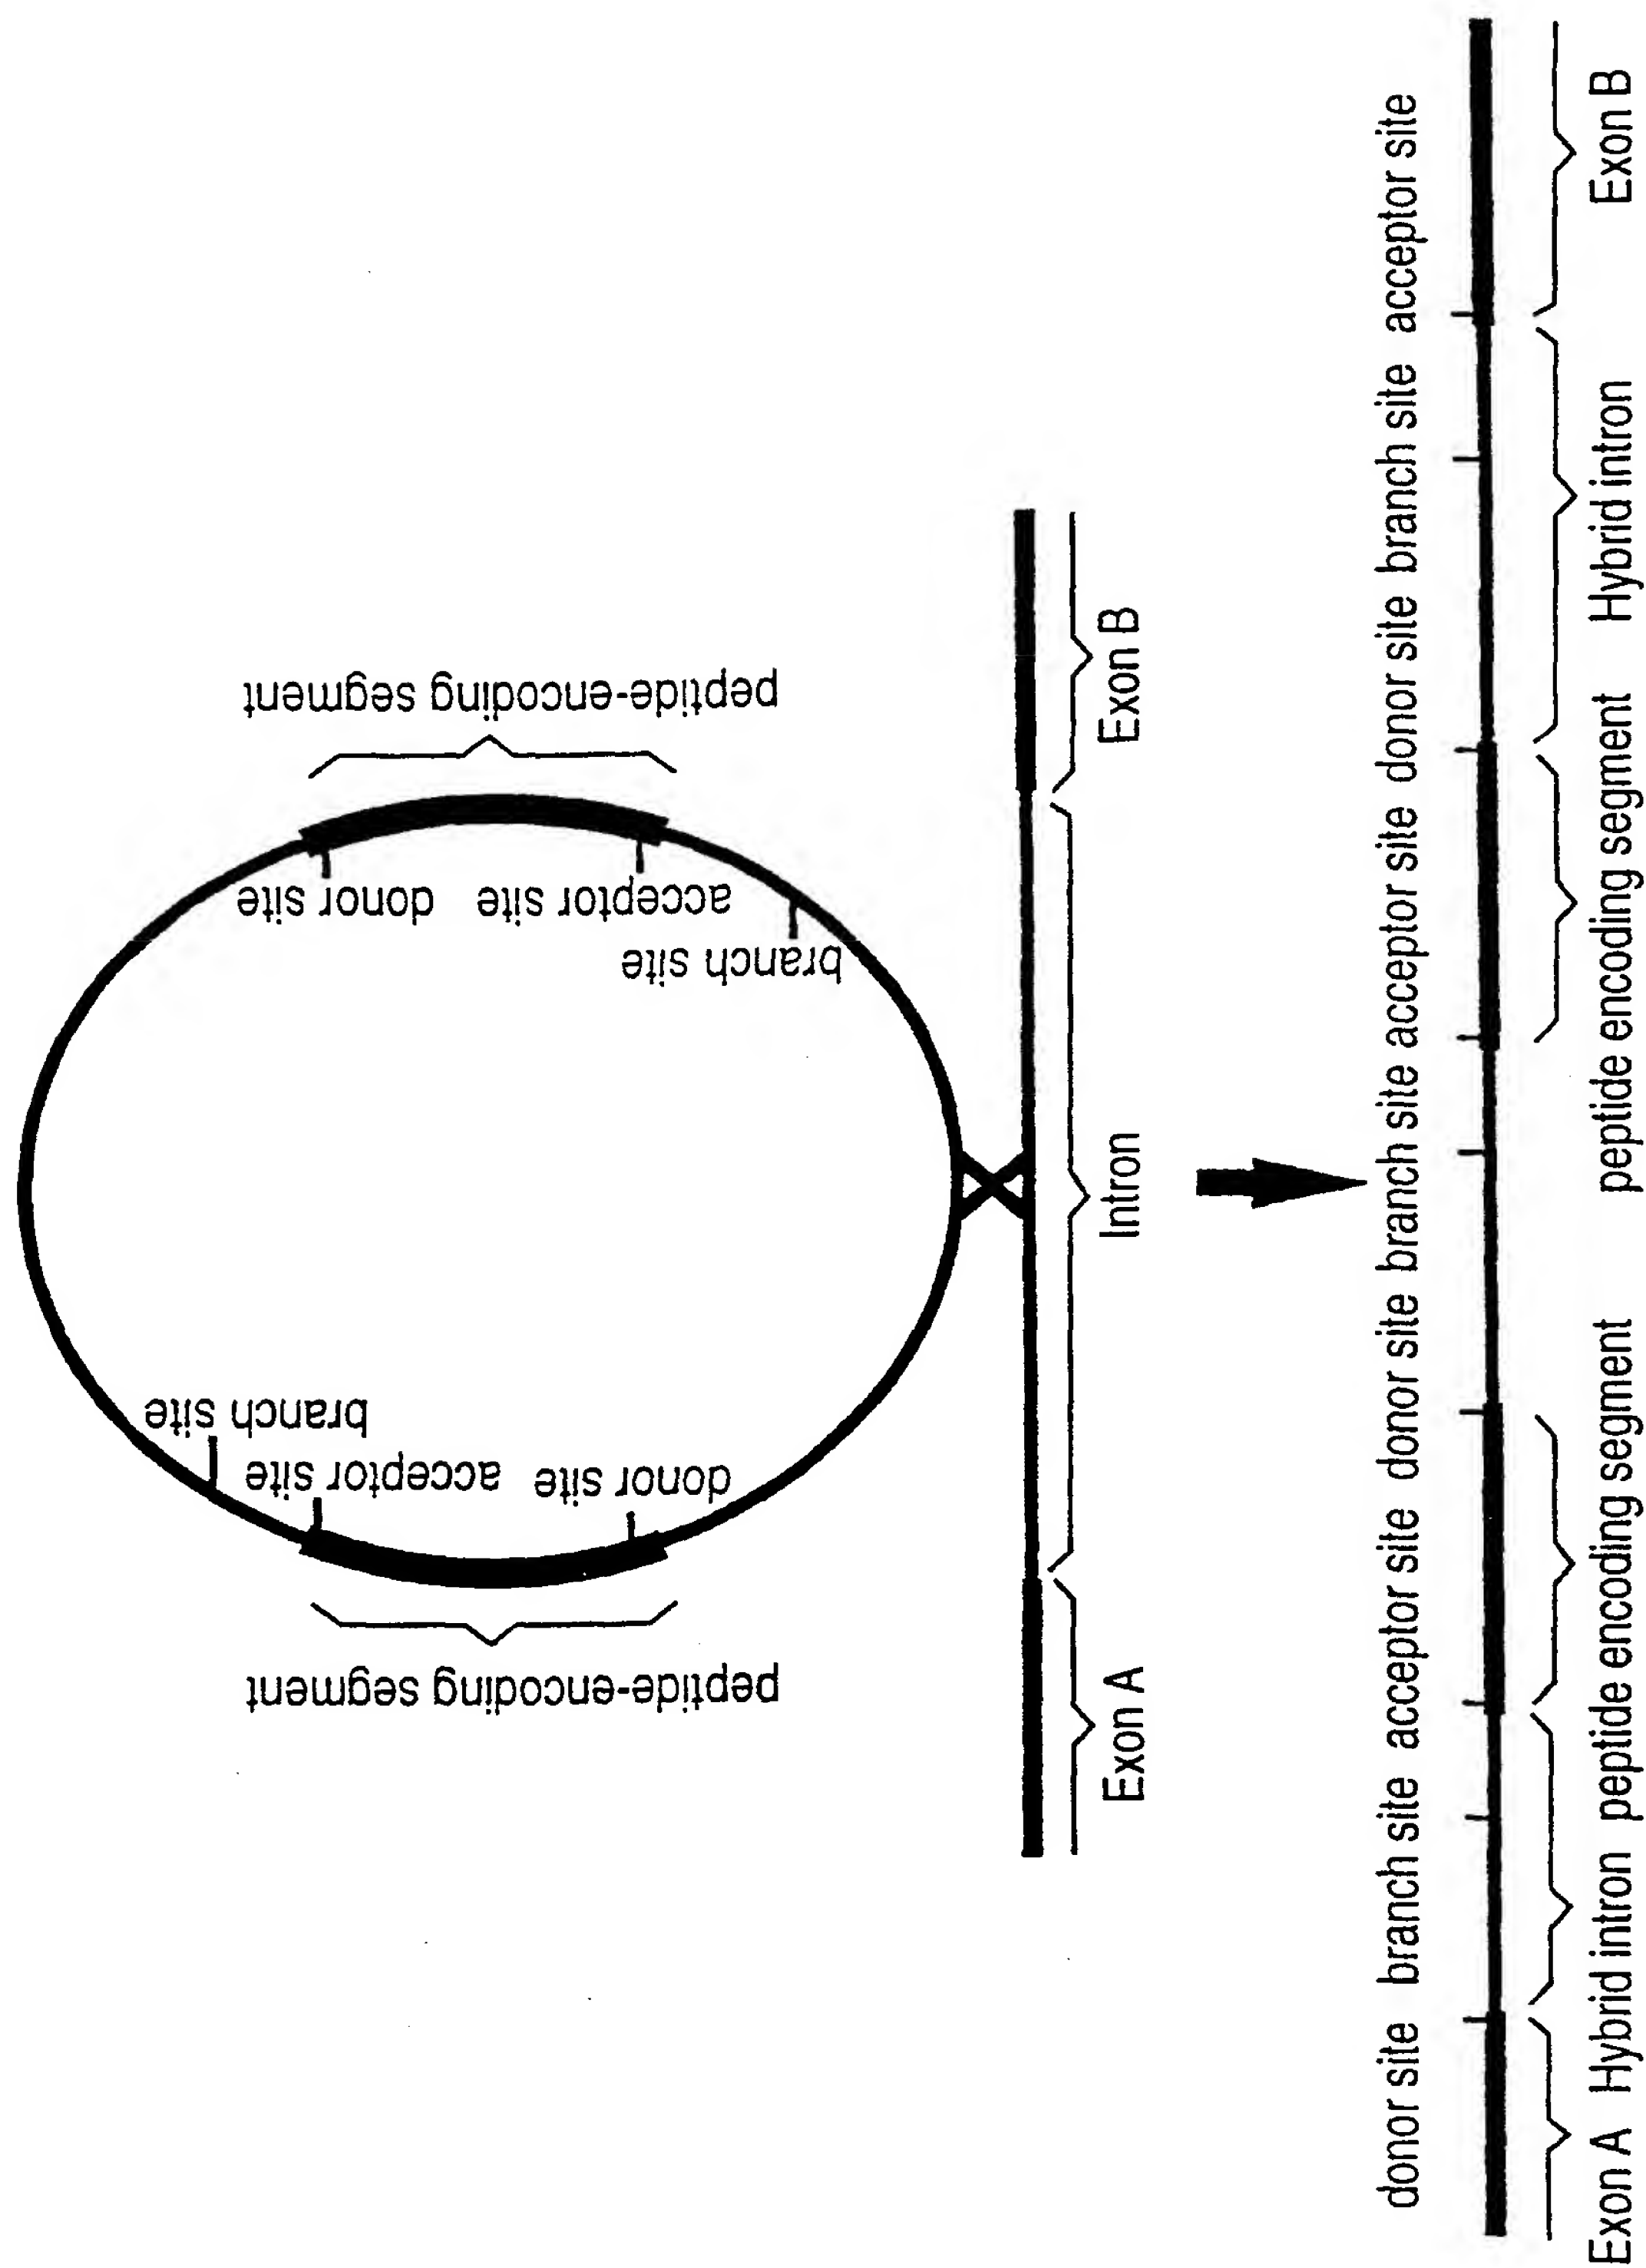 peptide-encoding segment
peptide-encoding segment
branch site
acceptor site
donor site
donor site
acceptor site
branch site
Exon A
Intron
Exon B
donor site branch site acceptor site donor site branch site acceptor site donor site branch site acceptor site
Exon A Hybrid intron peptide encoding segment peptide encoding segment Hybrid intron Exon B